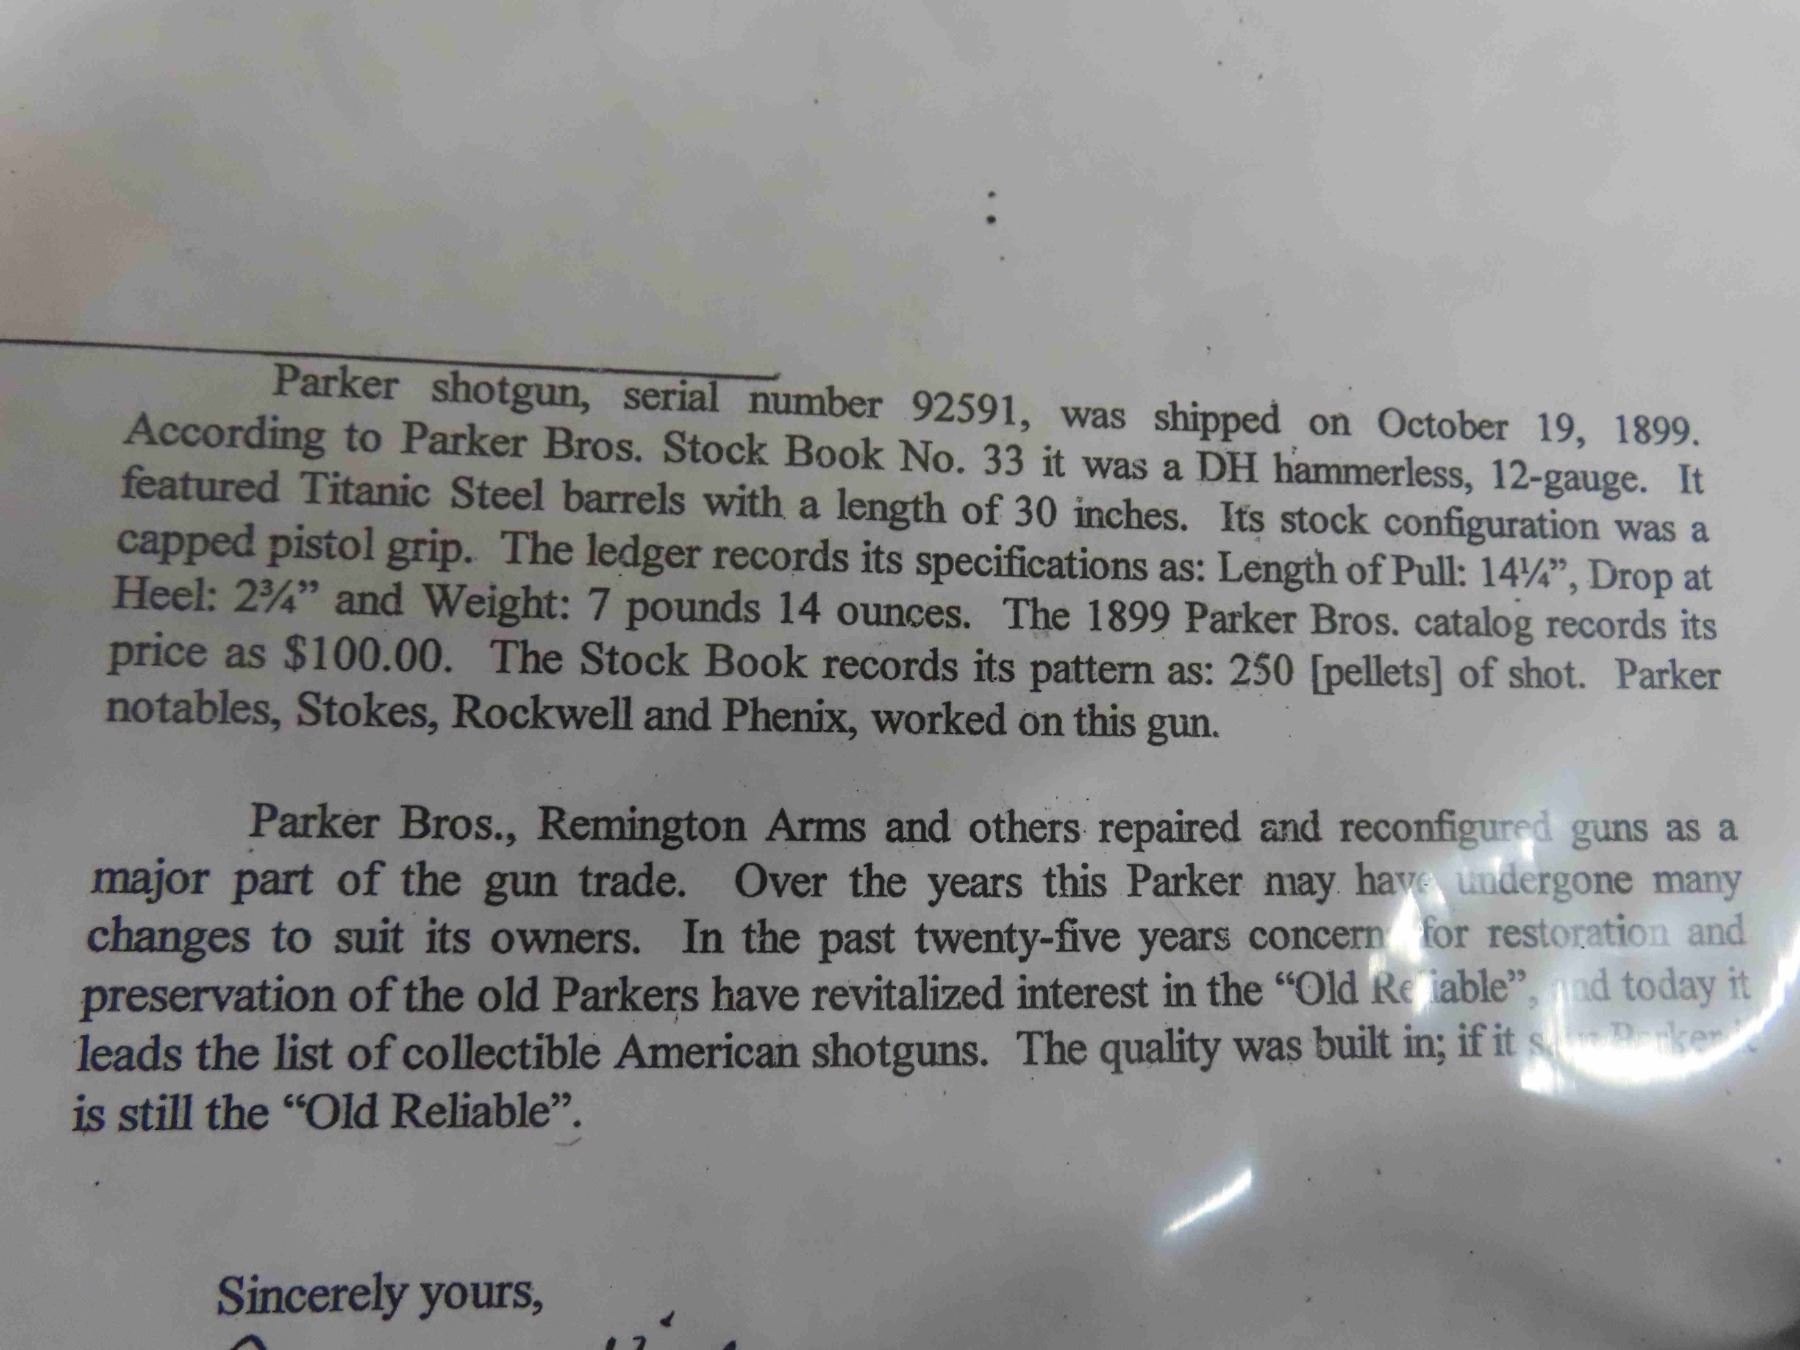 Parker shotgun, serial number 92591, was shipped on October 19, 1899.
According to Parker Bros. Stock Book No. 33 it was a DH hammerless, 12-gauge. It
featured Titanic Steel barrels with a length of 30 inches. Its stock configuration was a
capped pistol grip. The ledger records its specifications as: Length of Pull: 14¼”, Drop at
Heel: 2¾” and Weight: 7 pounds 14 ounces. The 1899 Parker Bros. catalog records its
price as $100.00. The Stock Book records its pattern as: 250 [pellets] of shot. Parker
notables, Stokes, Rockwell and Phenix, worked on this gun.
Parker Bros., Remington Arms and others repaired and reconfigured guns as a
major part of the gun trade. Over the years this Parker may have undergone many
changes to suit its owners. In the past twenty-five years concern for restoration and
preservation of the old Parkers have revitalized interest in the “Old Reliable”, and today it
leads the list of collectible American shotguns. The quality was built in; if it Parker
is still the “Old Reliable”.
Sincerely yours,